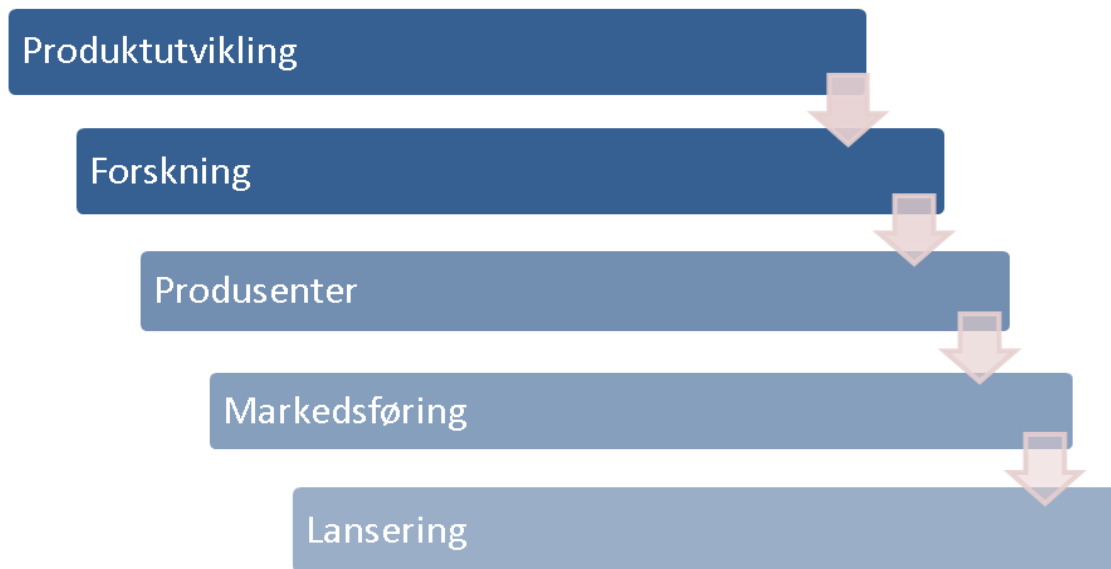 Produktutvikling
Forskning
Produsenter
Markedsføring
Lansering